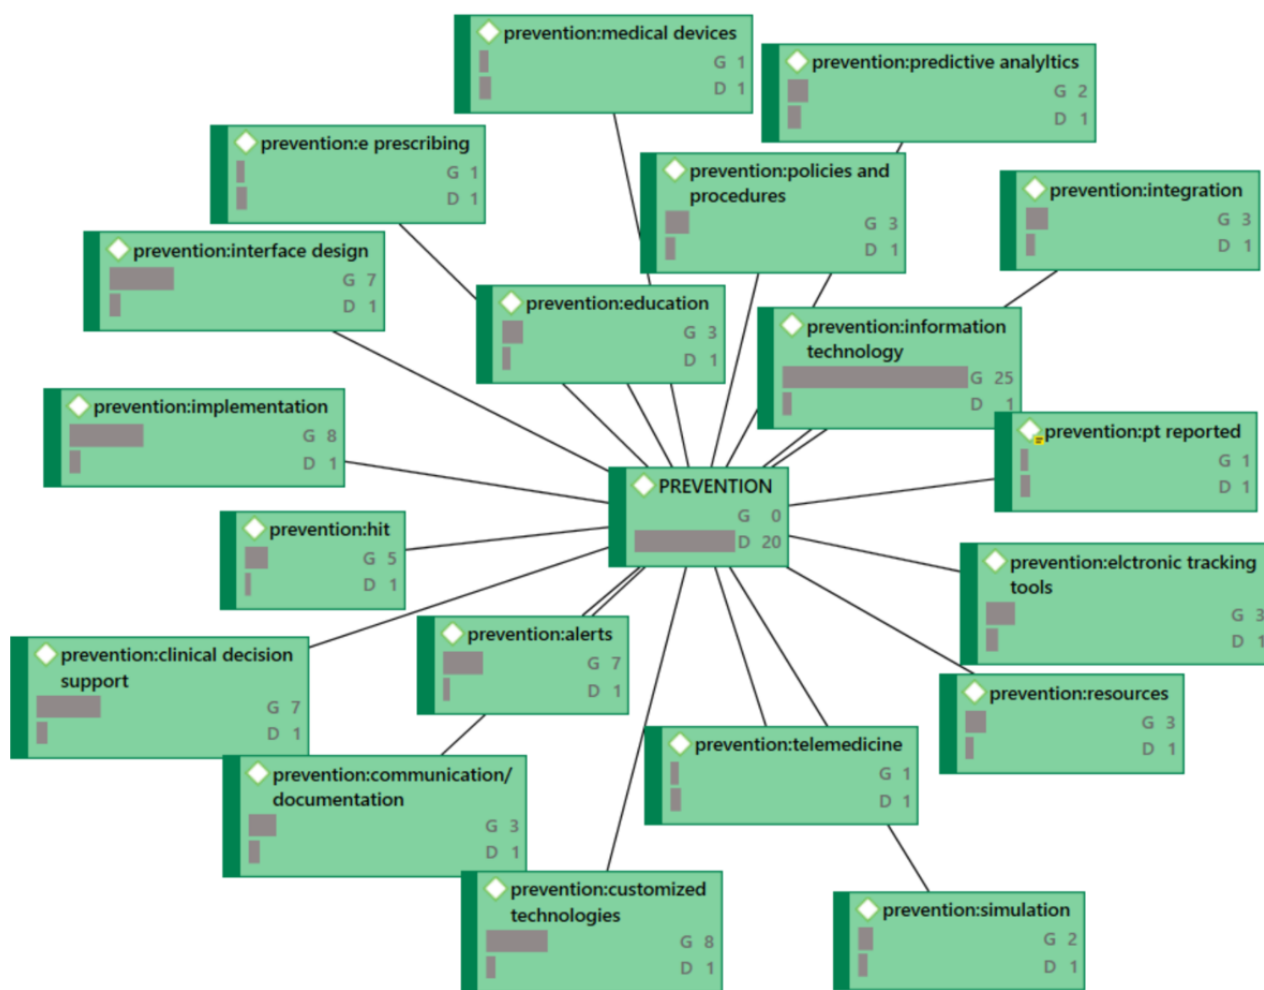 prevention:medical devices
G 1
D 1
prevention:predictive analyltics
G 2
D 1
prevention:e prescribing
G 1
D 1
prevention:policies and
procedures
G 3
D 1
prevention:integration
G 3
D 1
prevention:interface design
G 7
D 1
prevention:education
G 3
D 1
prevention:information
technology
G 25
D 1
prevention:implementation
G 8
D 1
prevention:pt reported
G 1
D 1
PREVENTION
G 0
D 20
prevention:hit
G 5
D 1
prevention:elctronic tracking
tools
G 3
D 1
prevention:clinical decision
support
G 7
D 1
prevention:alerts
G 7
D 1
prevention:resources
G 3
D 1
prevention:communication/
documentation
G 3
D 1
prevention:telemedicine
G 1
D 1
prevention:customized
technologies
G 8
D 1
prevention:simulation
G 2
D 1